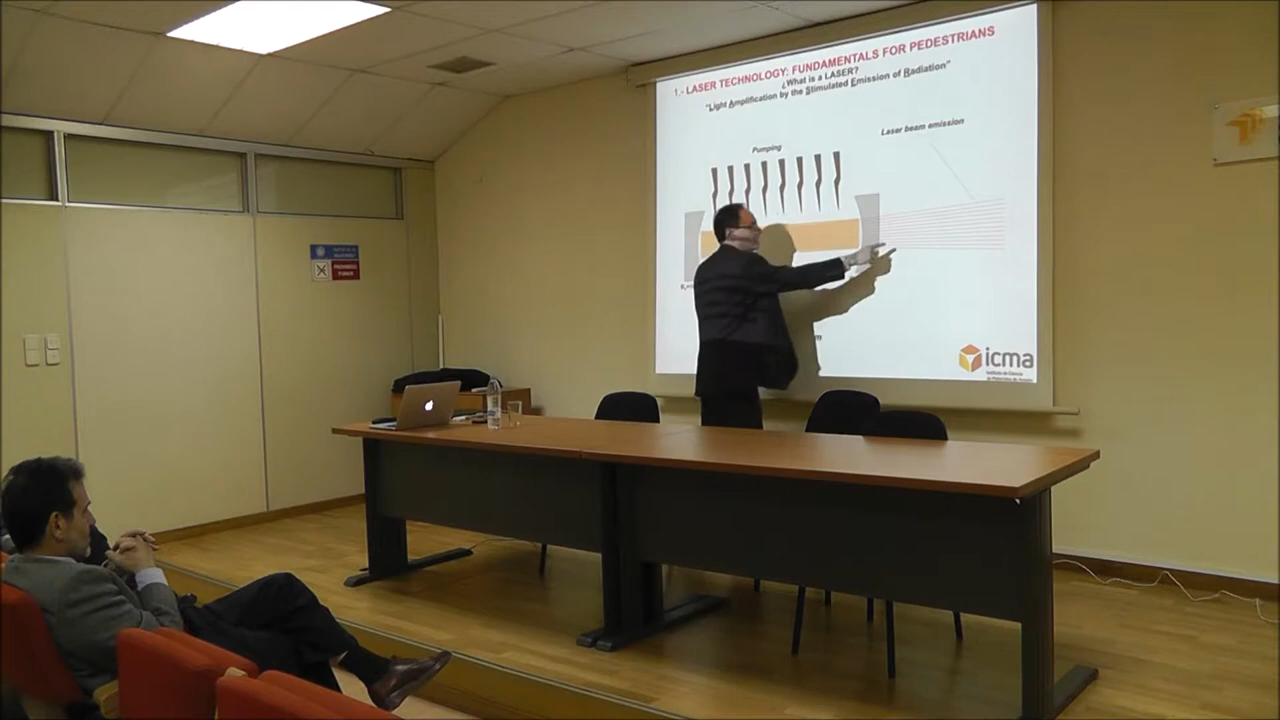 1.- LASER TECHNOLOGY: FUNDAMENTALS FOR PEDESTRIANS
¿What is a LASER?
"Light Amplification by the Stimulated Emission of Radiation"
Laser beam emission
Pumping
icma